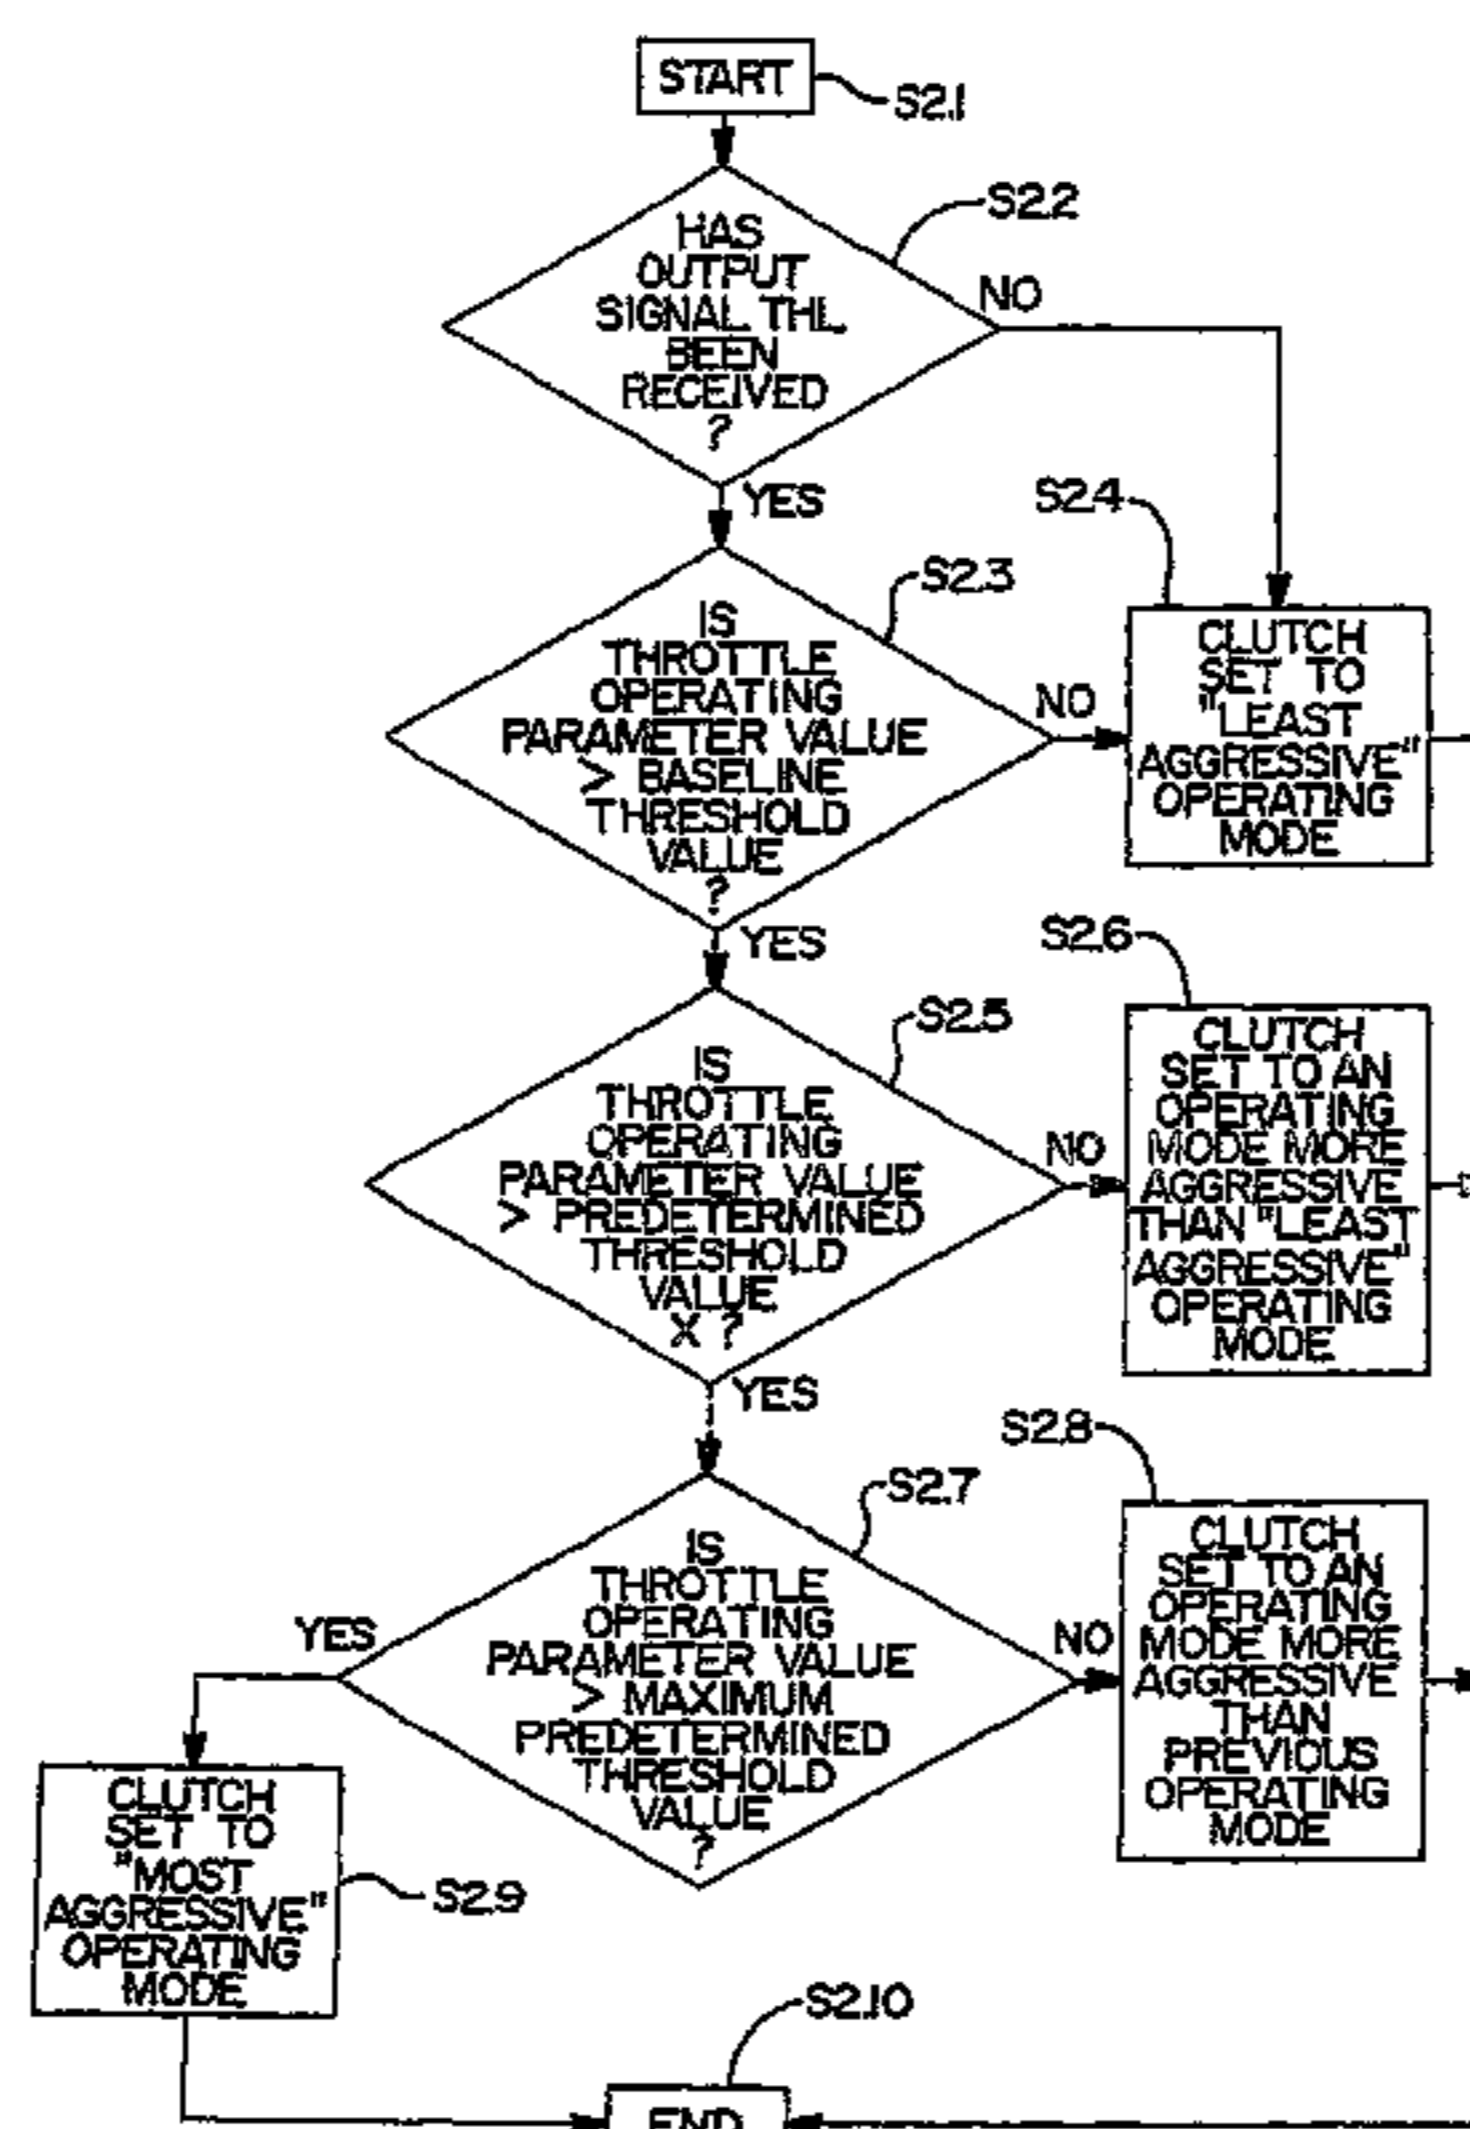 START
S2.1
S2.2
HAS
OUTPUT
SIGNAL THL
BEEN
RECEIVED
?
NO
YES
S2.4
S2.3
IS
THROTTLE
OPERATING
PARAMETER VALUE
> BASELINE
THRESHOLD
VALUE
?
NO
CLUTCH
SET TO
"LEAST
AGGRESSIVE"
OPERATING
MODE
YES
S2.6
S2.5
IS
THROTTLE
OPERATING
PARAMETER VALUE
> PREDETERMINED
THRESHOLD
VALUE
X ?
NO
CLUTCH
SET TO AN
OPERATING
MODE MORE
AGGRESSIVE
THAN "LEAST
AGGRESSIVE"
OPERATING
MODE
YES
S2.8
S2.7
IS
THROTTLE
OPERATING
PARAMETER VALUE
> MAXIMUM
PREDETERMINED
THRESHOLD
VALUE
?
YES
NO
CLUTCH
SET TO AN
OPERATING
MODE MORE
AGGRESSIVE
THAN
PREVIOUS
OPERATING
MODE
CLUTCH
SET TO
"MOST
AGGRESSIVE"
OPERATING
MODE
S2.9
S2.10
END